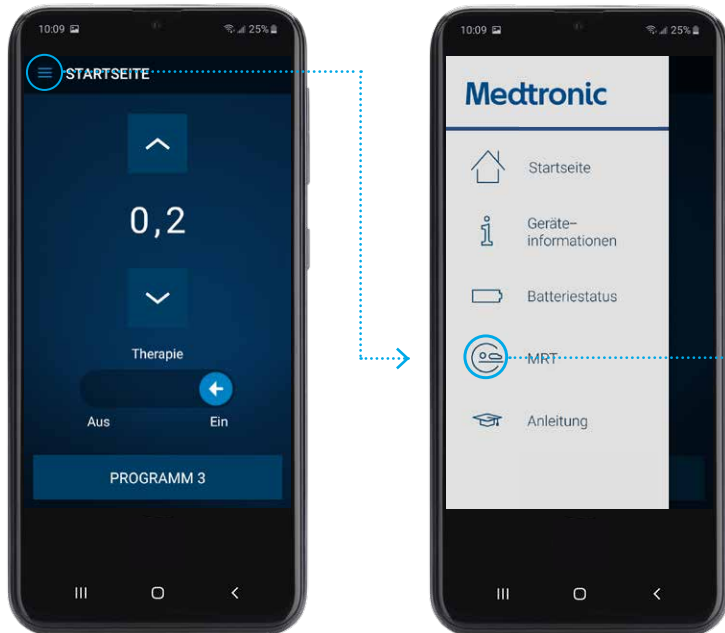 10:09 25%
STARTSEITE
0,2
Therapie
Aus Ein
PROGRAMM 3
10:09 25%
Medtronic
Startseite
Geräte–
informationen
Batteriestatus
MRT
Anleitung